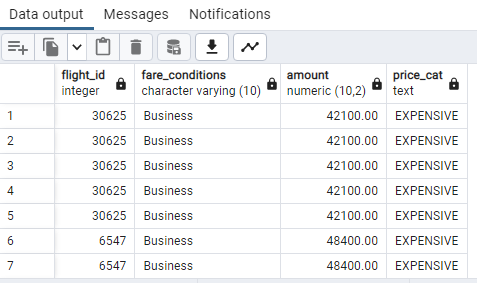 Data output Messages Notifications
flight_id fare_conditions amount price_cat
integer character varying (10) numeric (10,2) text
1 30625 Business 42100.00 EXPENSIVE
2 30625 Business 42100.00 EXPENSIVE
3 30625 Business 42100.00 EXPENSIVE
4 30625 Business 42100.00 EXPENSIVE
5 30625 Business 42100.00 EXPENSIVE
6 6547 Business 48400.00 EXPENSIVE
7 6547 Business 48400.00 EXPENSIVE